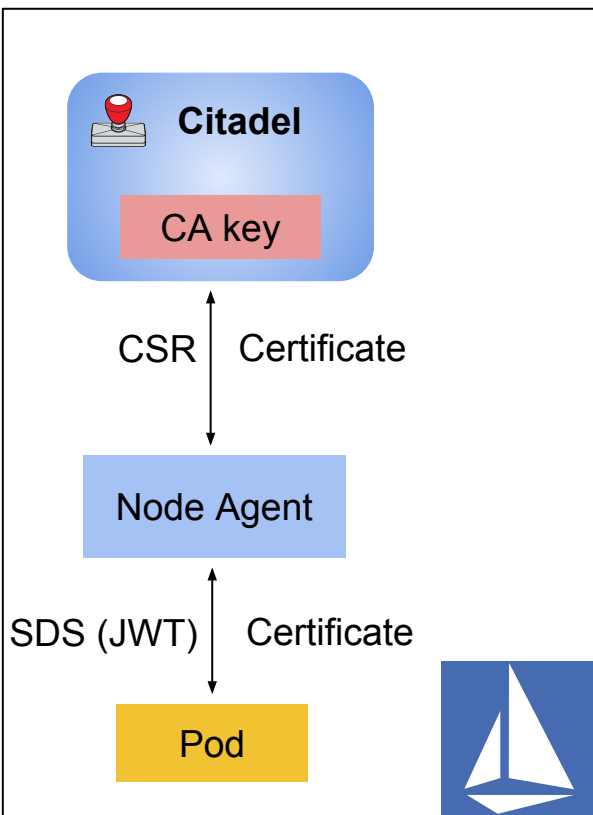 Citadel
CA key
CSR Certificate
Node Agent
SDS (JWT) Certificate
Pod